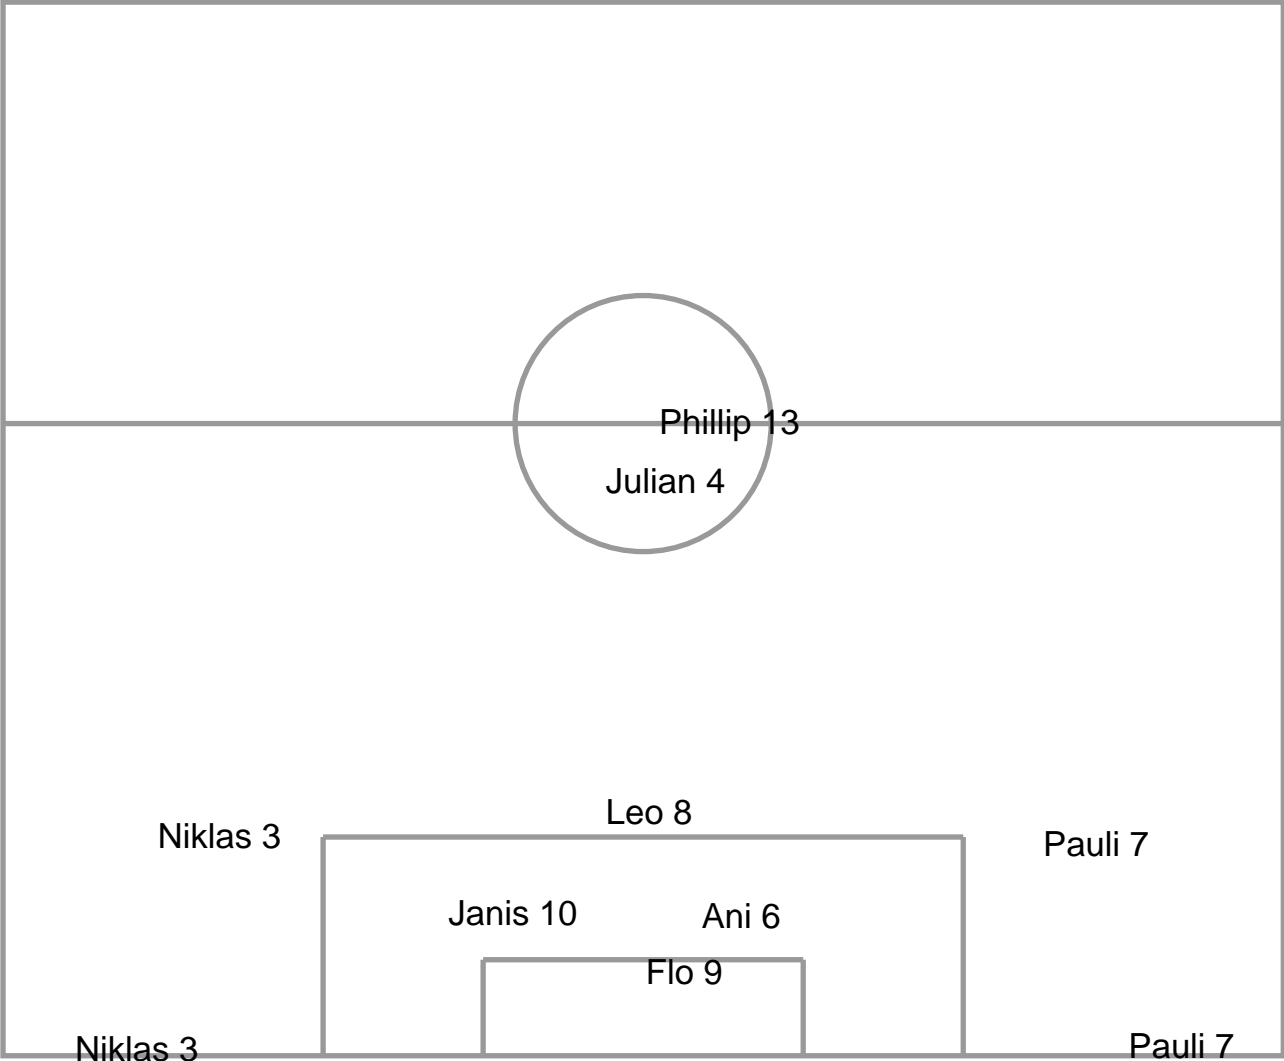 Phillip 13
Julian 4
Leo 8
Niklas 3
Pauli 7
Janis 10
Ani 6
Flo 9
Niklas 3
Pauli 7